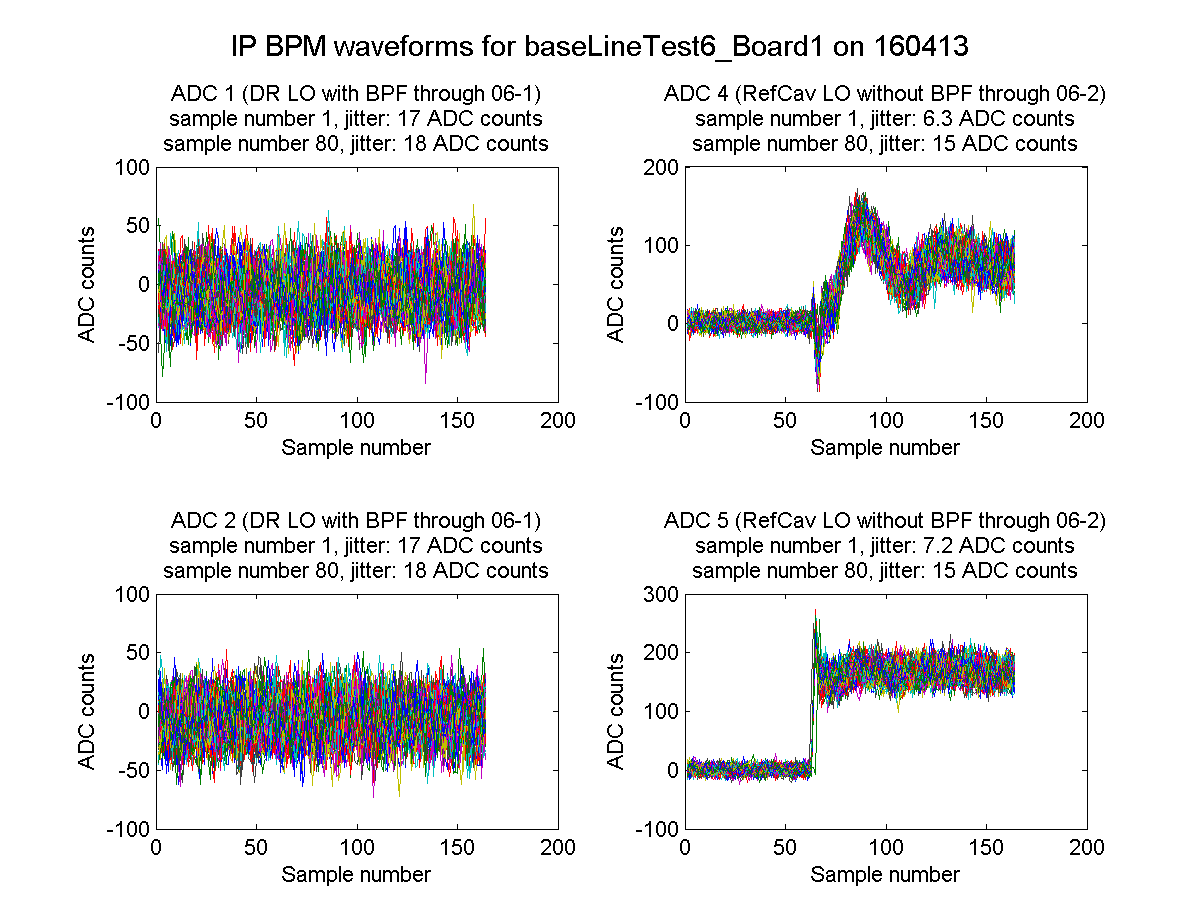 IP BPM waveforms for baseLineTest6_Board1 on 160413
ADC 1 (DR LO with BPF through 06-1)
sample number 1, jitter: 17 ADC counts
sample number 80, jitter: 18 ADC counts
100
50
0
-50
-100
ADC counts
0 50 100 150 200
Sample number
ADC 4 (RefCav LO without BPF through 06-2)
sample number 1, jitter: 6.3 ADC counts
sample number 80, jitter: 15 ADC counts
200
100
0
-100
ADC counts
0 50 100 150 200
Sample number
ADC 2 (DR LO with BPF through 06-1)
sample number 1, jitter: 17 ADC counts
sample number 80, jitter: 18 ADC counts
100
50
0
-50
-100
ADC counts
0 50 100 150 200
Sample number
ADC 5 (RefCav LO without BPF through 06-2)
sample number 1, jitter: 7.2 ADC counts
sample number 80, jitter: 15 ADC counts
300
200
100
0
-100
ADC counts
0 50 100 150 200
Sample number